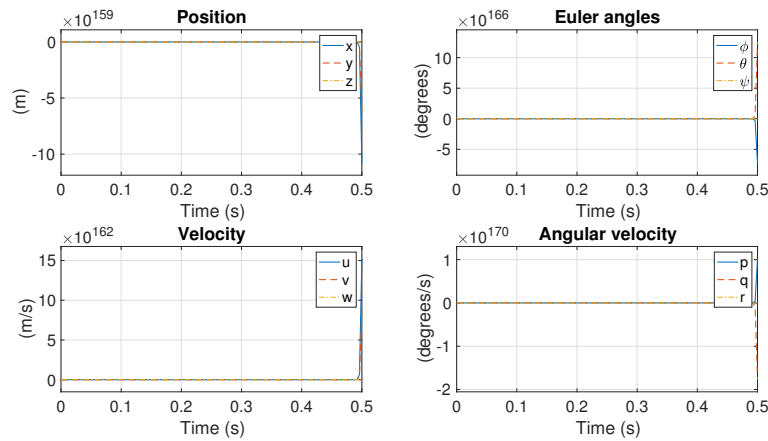 Position
×10^159
0
-5
-10
(m)
x
y
z
0 0.1 0.2 0.3 0.4 0.5
Time (s)
Euler angles
×10^166
10
5
0
-5
(degrees)
ϕ
θ
ψ
0 0.1 0.2 0.3 0.4 0.5
Time (s)
Velocity
×10^162
15
10
5
0
(m/s)
u
v
w
0 0.1 0.2 0.3 0.4 0.5
Time (s)
Angular velocity
×10^170
1
0
-1
-2
(degrees/s)
p
q
r
0 0.1 0.2 0.3 0.4 0.5
Time (s)